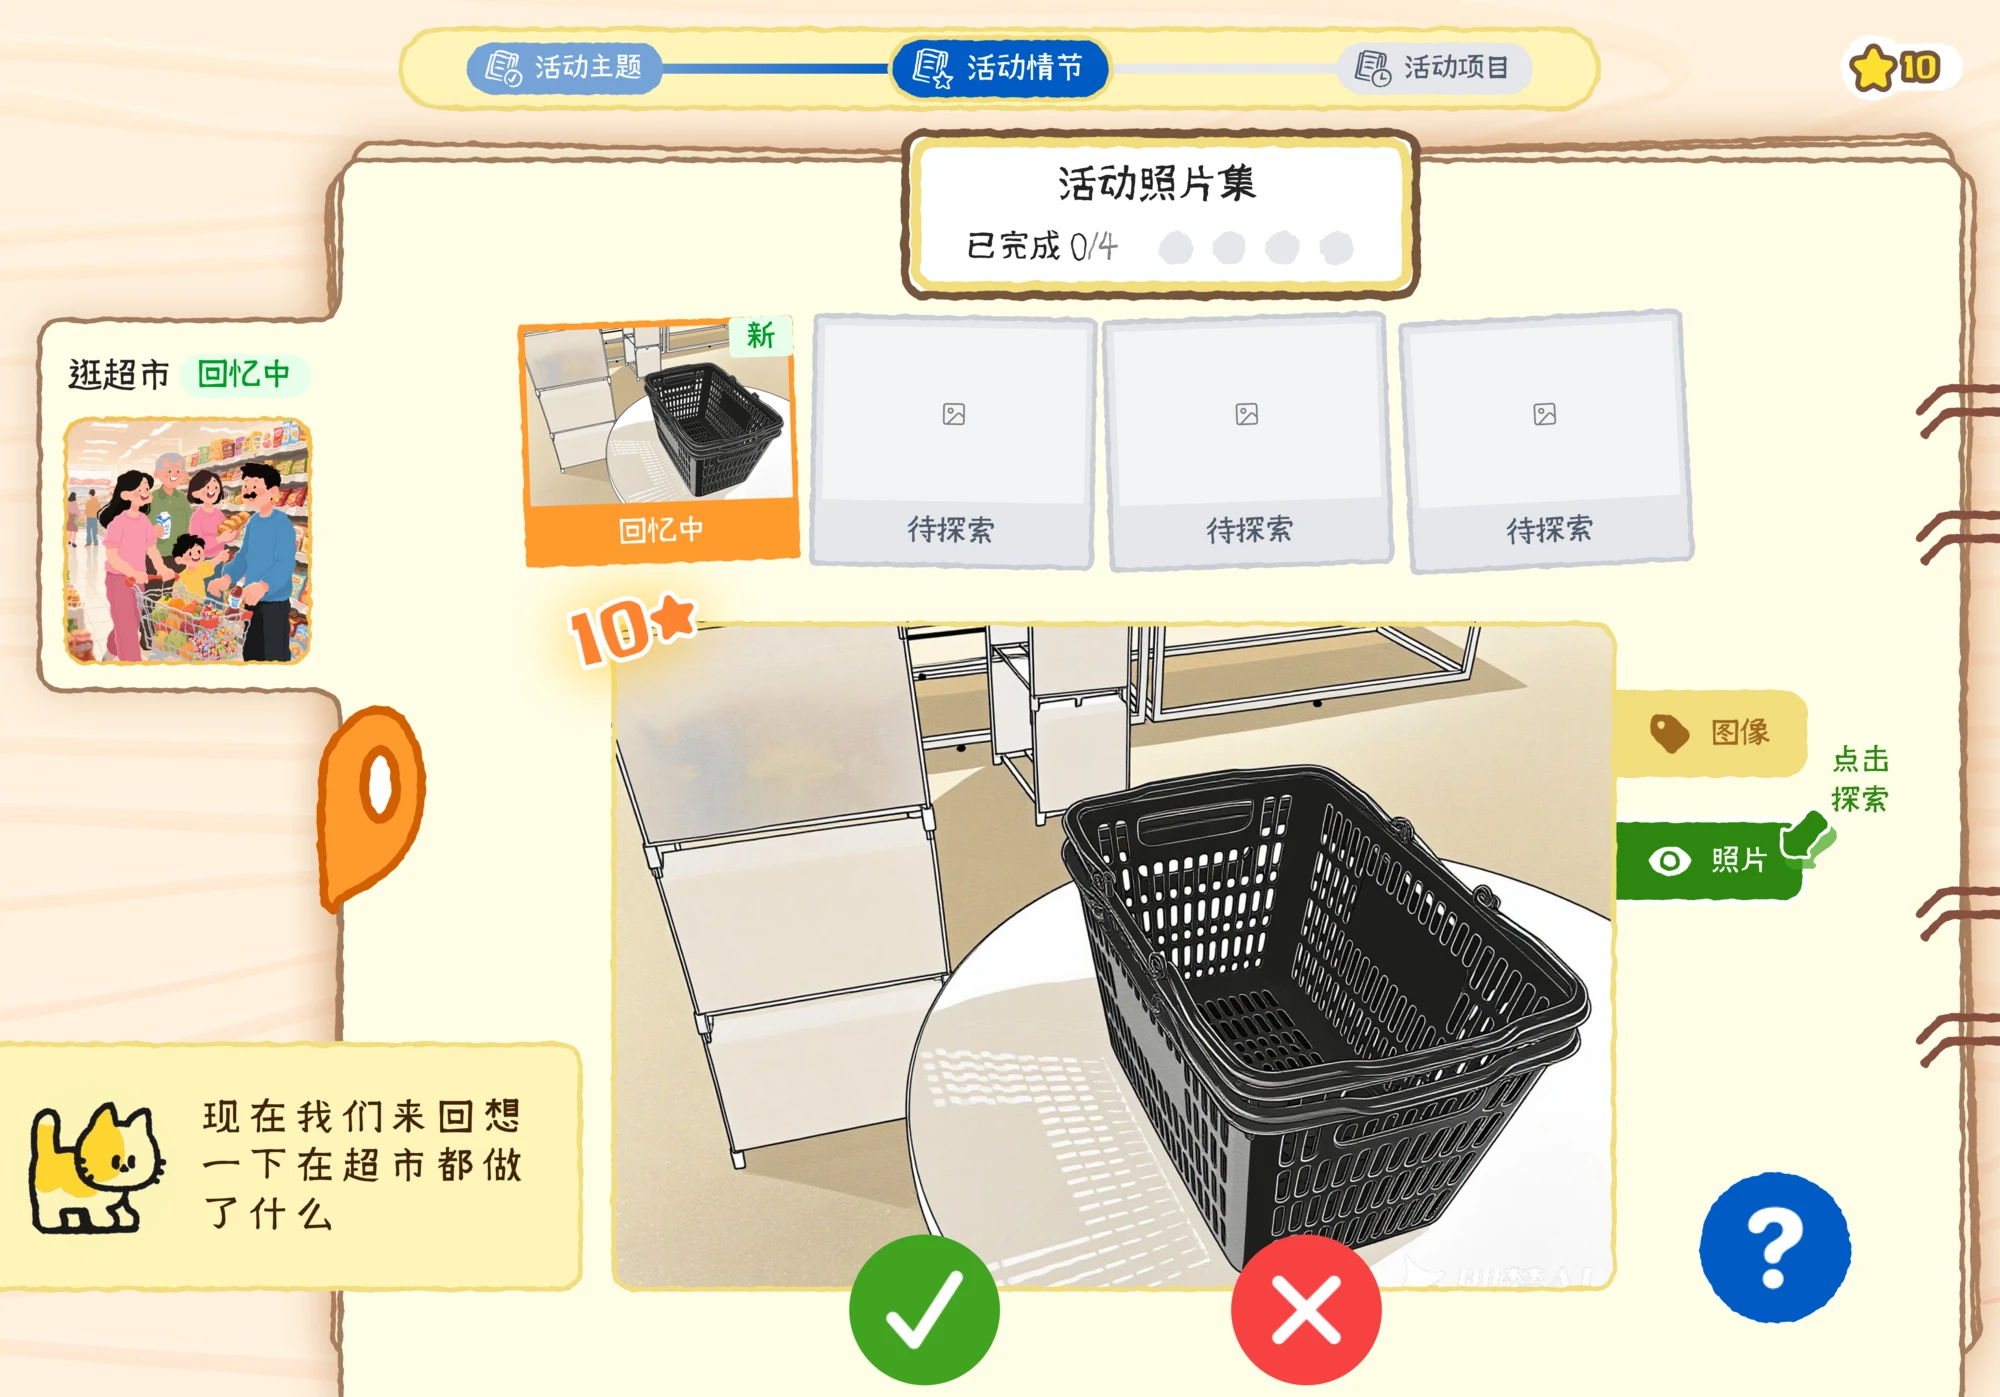 活动主题
活动情节
活动项目
10
活动照片集
已完成 0/4
逛超市 回忆中
新
回忆中
待探索
待探索
待探索
10
图像
点击
探索
照片
现在我们来回想
一下在超市都做
了什么
?